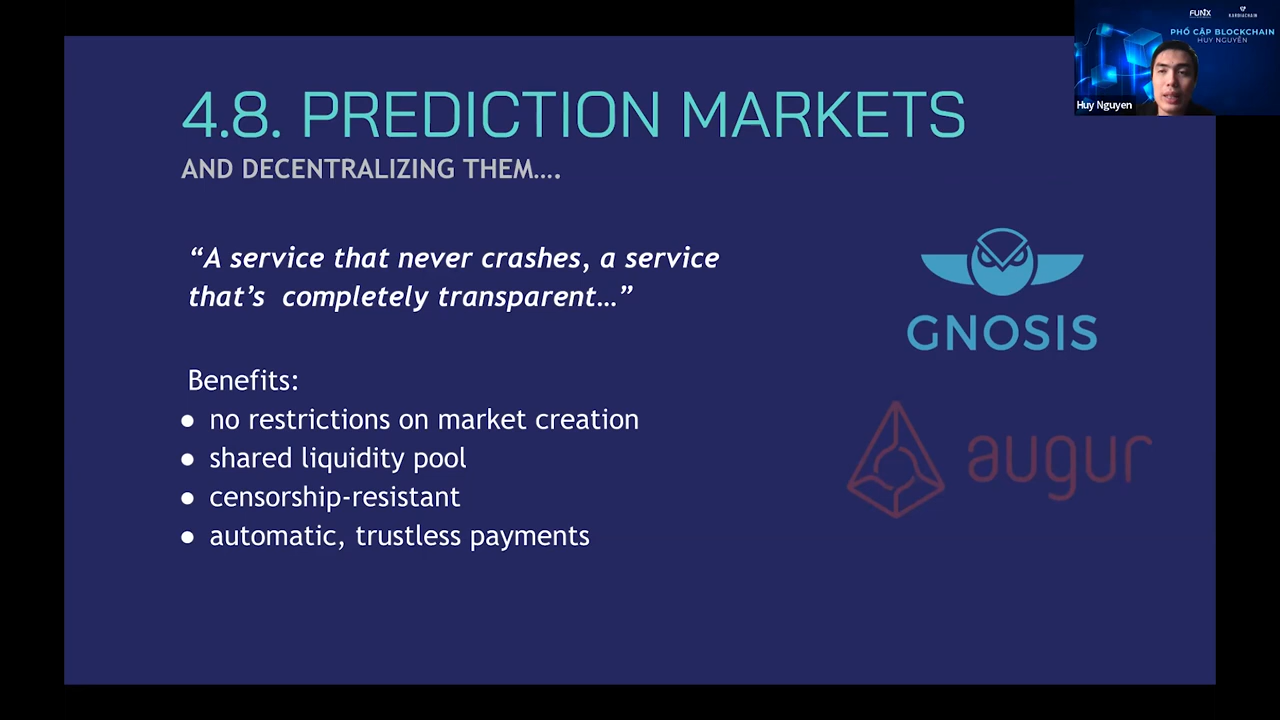 FUNiX
KARDIACHAIN
PHỔ CẬP BLOCKCHAIN
HUY NGUYỄN
Huy Nguyen
4.8. PREDICTION MARKETS
AND DECENTRALIZING THEM....
“A service that never crashes, a service
that’s completely transparent…”
GNOSIS
Benefits:
● no restrictions on market creation
● shared liquidity pool
● censorship-resistant
● automatic, trustless payments
augur